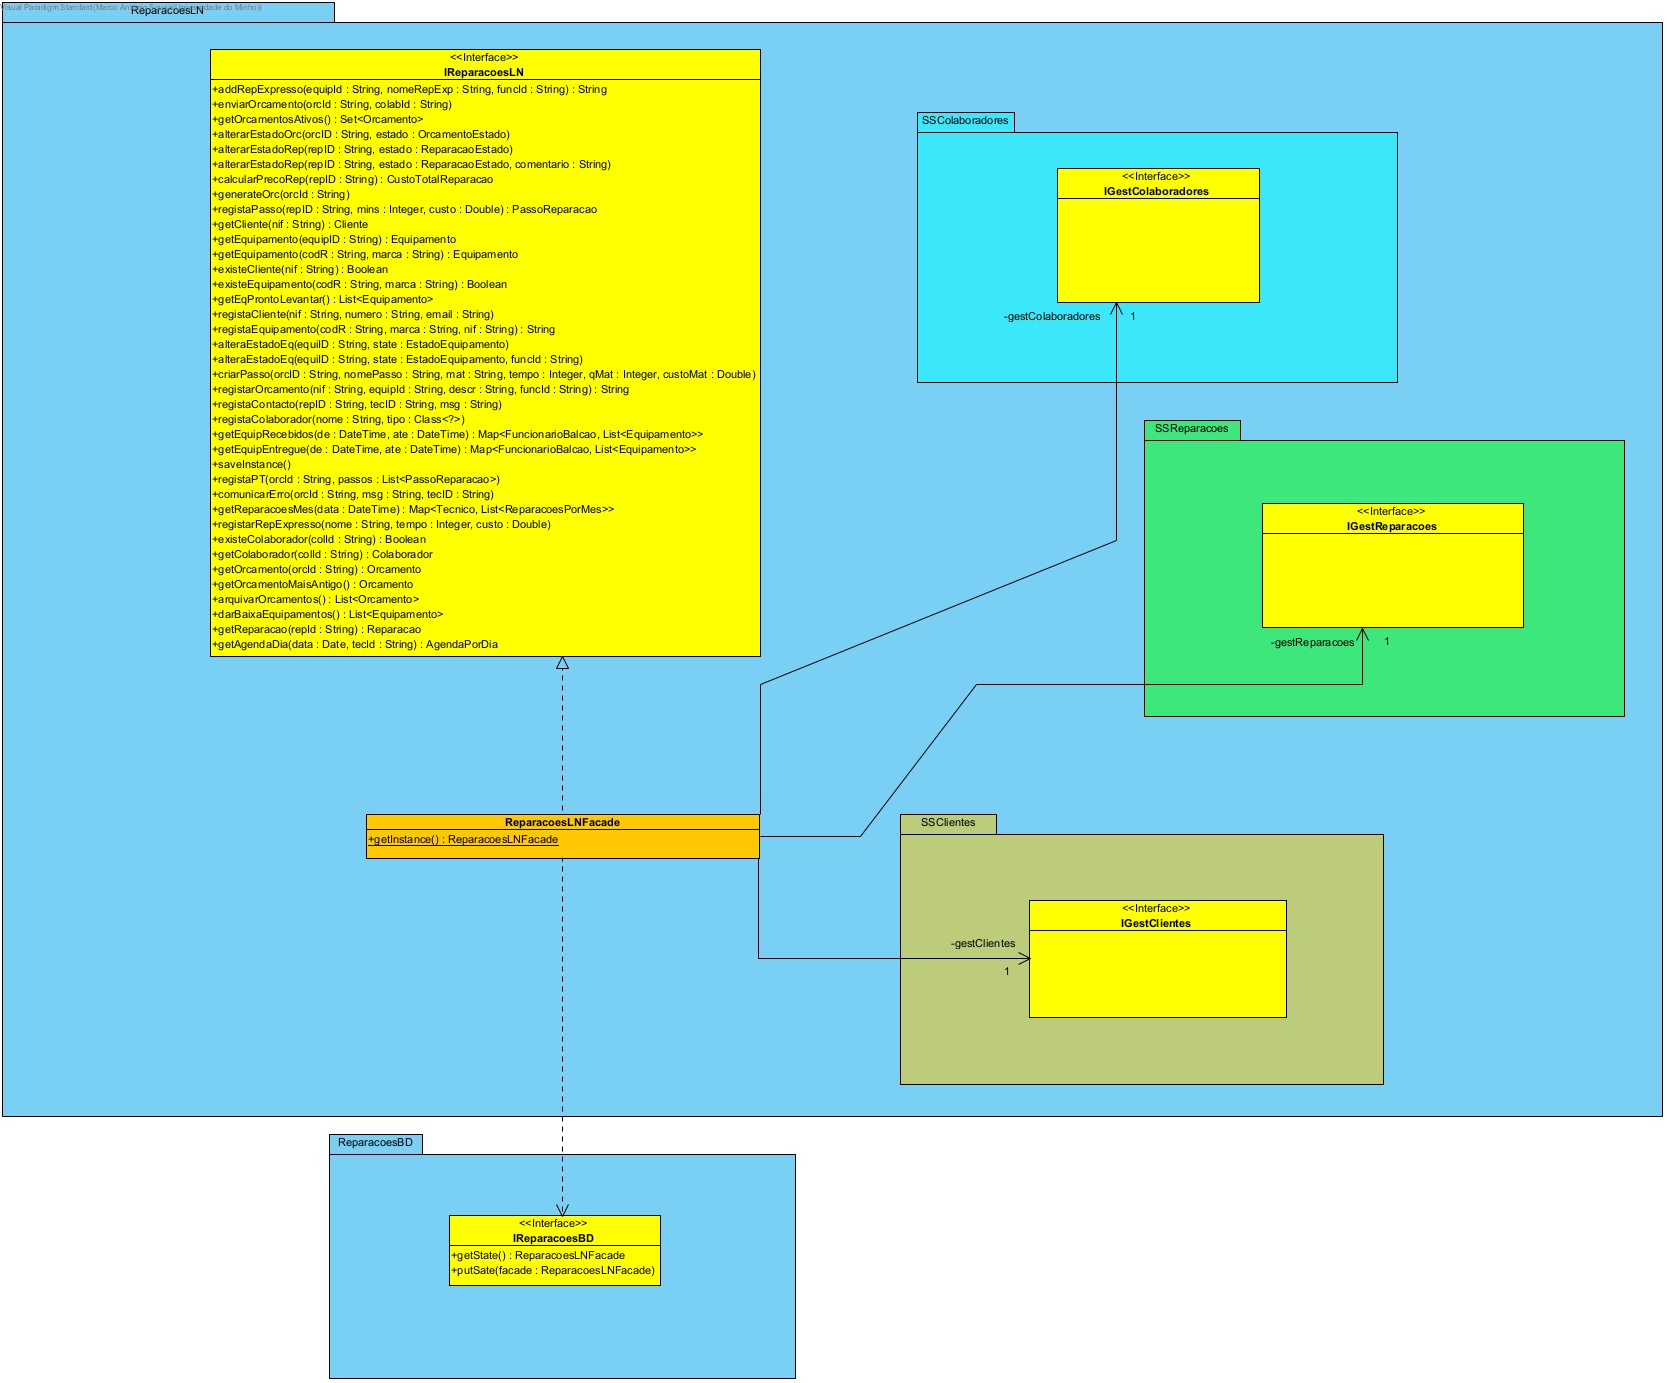 ReparacoesLN
<<Interface>>
IReparacoesLN
+addRepExpresso(equipId : String, nomeRepExp : String, funcId : String) : String
+enviarOrcamento(orcId : String, colabId : String)
+getOrcamentosAtivos() : Set<Orcamento>
+alterarEstadoOrc(orcID : String, estado : OrcamentoEstado)
+alterarEstadoRep(repID : String, estado : ReparacaoEstado)
+alterarEstadoRep(repID : String, estado : ReparacaoEstado, comentario : String)
+calcularPrecoRep(repID : String) : CustoTotalReparacao
+generateOrc(orcId : String)
+registaPasso(repID : String, mins : Integer, custo : Double) : PassoReparacao
+getCliente(nif : String) : Cliente
+getEquipamento(equipID : String) : Equipamento
+getEquipamento(codR : String, marca : String) : Equipamento
+existeCliente(nif : String) : Boolean
+existeEquipamento(codR : String, marca : String) : Boolean
+getEqProntoLevantar() : List<Equipamento>
+registaCliente(nif : String, numero : String, email : String)
+registaEquipamento(codR : String, marca : String, nif : String) : String
+alteraEstadoEq(equiID : String, state : EstadoEquipamento)
+alteraEstadoEq(equiID : String, state : EstadoEquipamento, funcId : String)
+criarPasso(orcID : String, nomePasso : String, mat : String, tempo : Integer, qMat : Integer, custoMat : Double)
+registarOrcamento(nif : String, equipId : String, descr : String, funcId : String) : String
+registaContacto(repID : String, tecID : String, msg : String)
+registaColaborador(nome : String, tipo : Class<?>)
+getEquipRecebidos(de : DateTime, ate : DateTime) : Map<FuncionarioBalcao, List<Equipamento>>
+getEquipEntregue(de : DateTime, ate : DateTime) : Map<FuncionarioBalcao, List<Equipamento>>
+saveInstance()
+registaPT(orcId : String, passos : List<PassoReparacao>)
+comunicarErro(orcId : String, msg : String, tecID : String)
+getReparacoesMes(data : DateTime) : Map<Tecnico, List<ReparacoesPorMes>>
+registarRepExpresso(nome : String, tempo : Integer, custo : Double)
+existeColaborador(colId : String) : Boolean
+getColaborador(colId : String) : Colaborador
+getOrcamento(orcId : String) : Orcamento
+getOrcamentoMaisAntigo() : Orcamento
+arquivarOrcamentos() : List<Orcamento>
+darBaixaEquipamentos() : List<Equipamento>
+getReparacao(repId : String) : Reparacao
+getAgendaDia(data : Date, tecId : String) : AgendaPorDia
SSColaboradores
<<Interface>>
IGestColaboradores
-gestColaboradores
1
SSReparacoes
<<Interface>>
IGestReparacoes
-gestReparacoes
1
ReparacoesLNFacade
+getInstance() : ReparacoesLNFacade
SSClientes
<<Interface>>
IGestClientes
-gestClientes
1
ReparacoesBD
<<Interface>>
IReparacoesBD
+getState() : ReparacoesLNFacade
+putSate(facade : ReparacoesLNFacade)